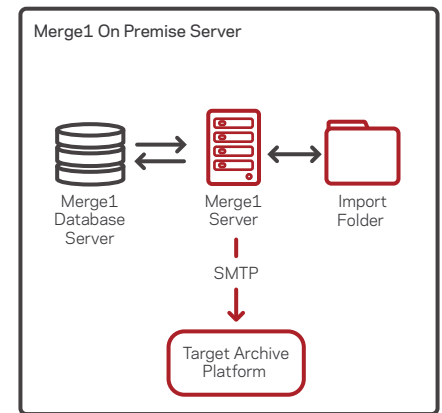 Merge1 On Premise Server
Merge1
Database
Server
Merge1
Server
Import
Folder
SMTP
Target Archive
Platform